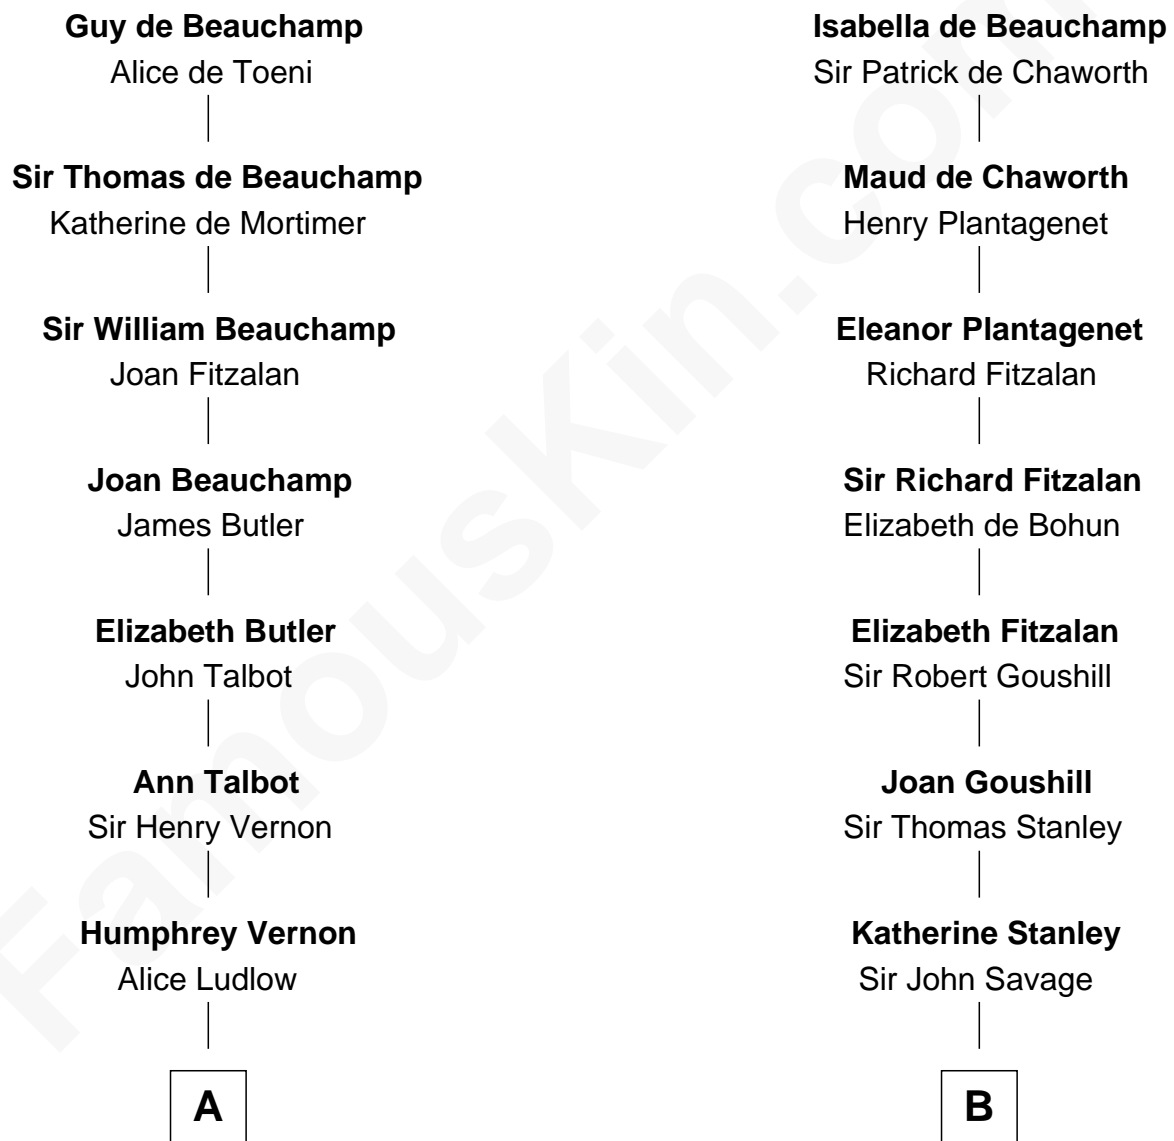 Guy de Beauchamp
Alice de Toeni
Sir Thomas de Beauchamp
Katherine de Mortimer
Sir William Beauchamp
Joan Fitzalan
Joan Beauchamp
James Butler
Elizabeth Butler
John Talbot
Ann Talbot
Sir Henry Vernon
Humphrey Vernon
Alice Ludlow
A
Isabella de Beauchamp
Sir Patrick de Chaworth
Maud de Chaworth
Henry Plantagenet
Eleanor Plantagenet
Richard Fitzalan
Sir Richard Fitzalan
Elizabeth de Bohun
Elizabeth Fitzalan
Sir Robert Goushill
Joan Goushill
Sir Thomas Stanley
Katherine Stanley
Sir John Savage
B
FamousKin.com